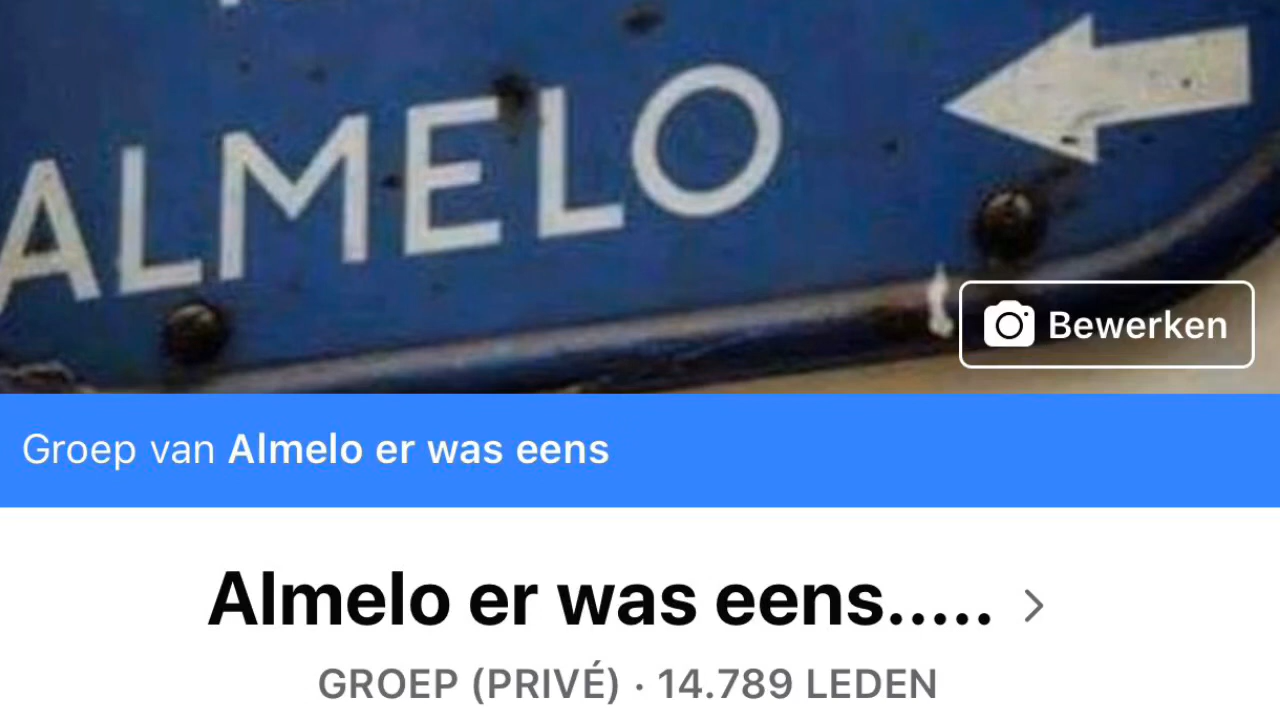 ALMELO
Bewerken
Groep van Almelo er was eens
Almelo er was eens.....
GROEP (PRIVÉ) · 14.789 LEDEN